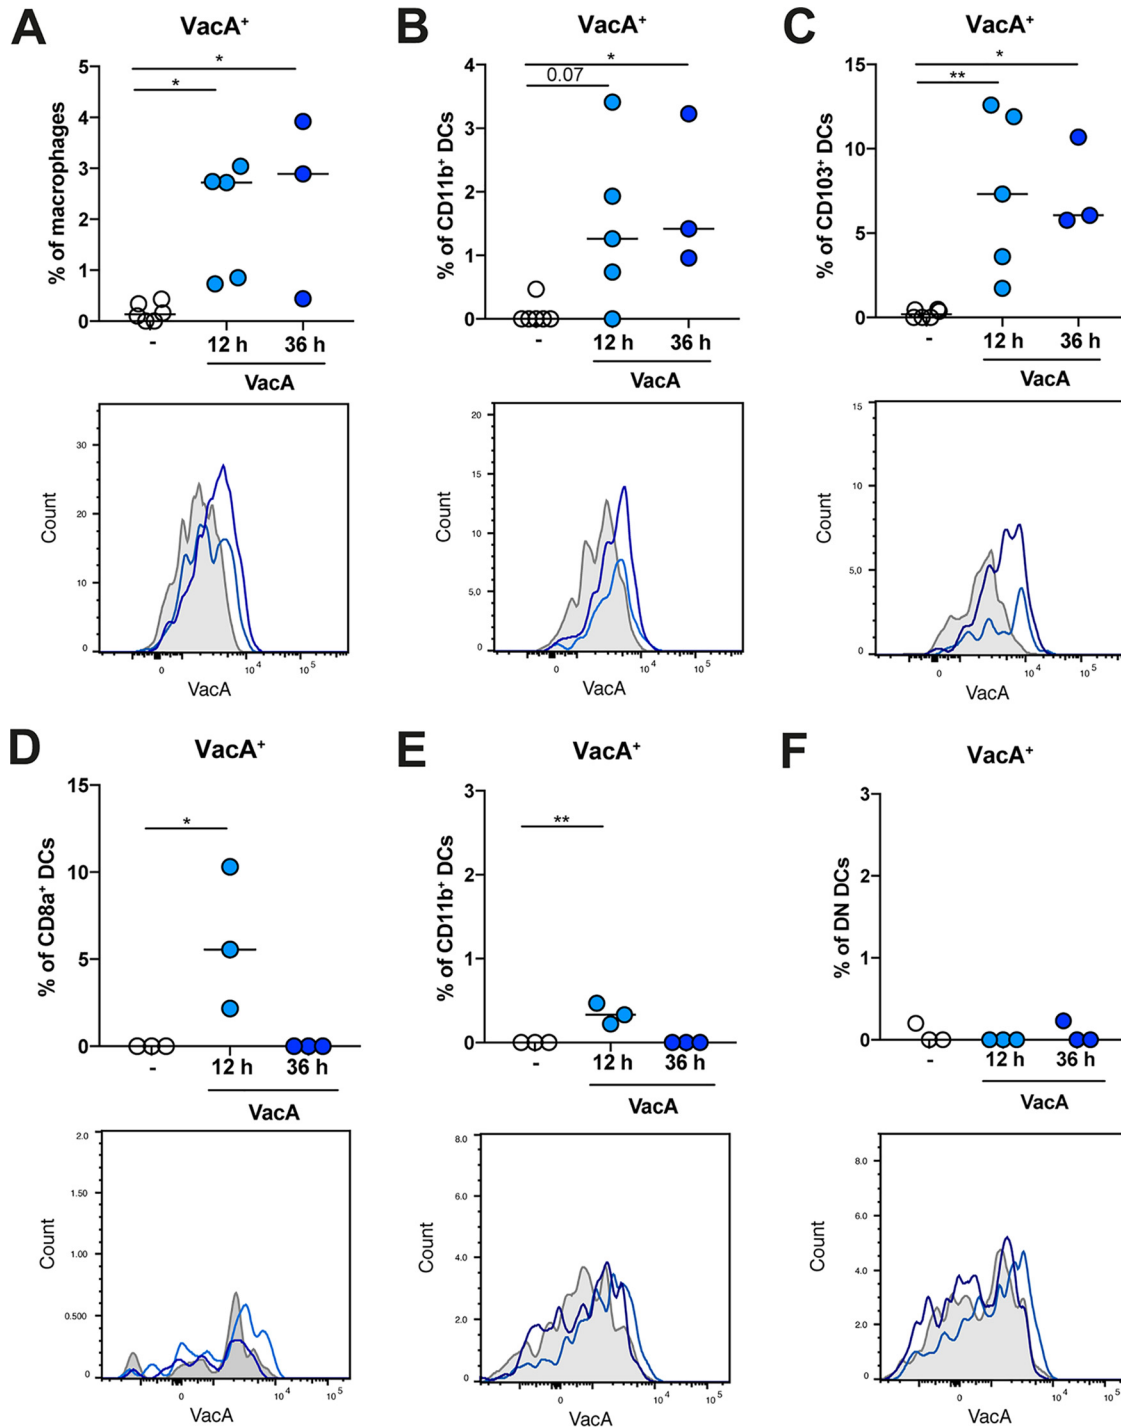 A
VacA⁺
5
4
3
2
1
0
% of macrophages
*
*
-
12 h
36 h
VacA
30
20
10
0
Count
0
10⁴
10⁵
VacA
B
VacA⁺
4
3
2
1
0
% of CD11b⁺ DCs
*
0.07
-
12 h
36 h
VacA
20
15
10
5,0
0
Count
0
10⁴
10⁵
VacA
C
VacA⁺
15
10
5
0
% of CD103⁺ DCs
*
**
-
12 h
36 h
VacA
15
10
5,0
0
Count
0
10⁴
10⁵
VacA
D
VacA⁺
15
10
5
0
% of CD8a⁺ DCs
*
-
12 h
36 h
VacA
2.0
1.50
1.00
0.500
0
Count
0
10⁴
10⁵
VacA
E
VacA⁺
3
2
1
0
% of CD11b⁺ DCs
**
-
12 h
36 h
VacA
8.0
6.0
4.0
2.0
0
Count
0
10⁴
10⁵
VacA
F
VacA⁺
3
2
1
0
% of DN DCs
-
12 h
36 h
VacA
8.0
6.0
4.0
2.0
0
Count
0
10⁴
10⁵
VacA